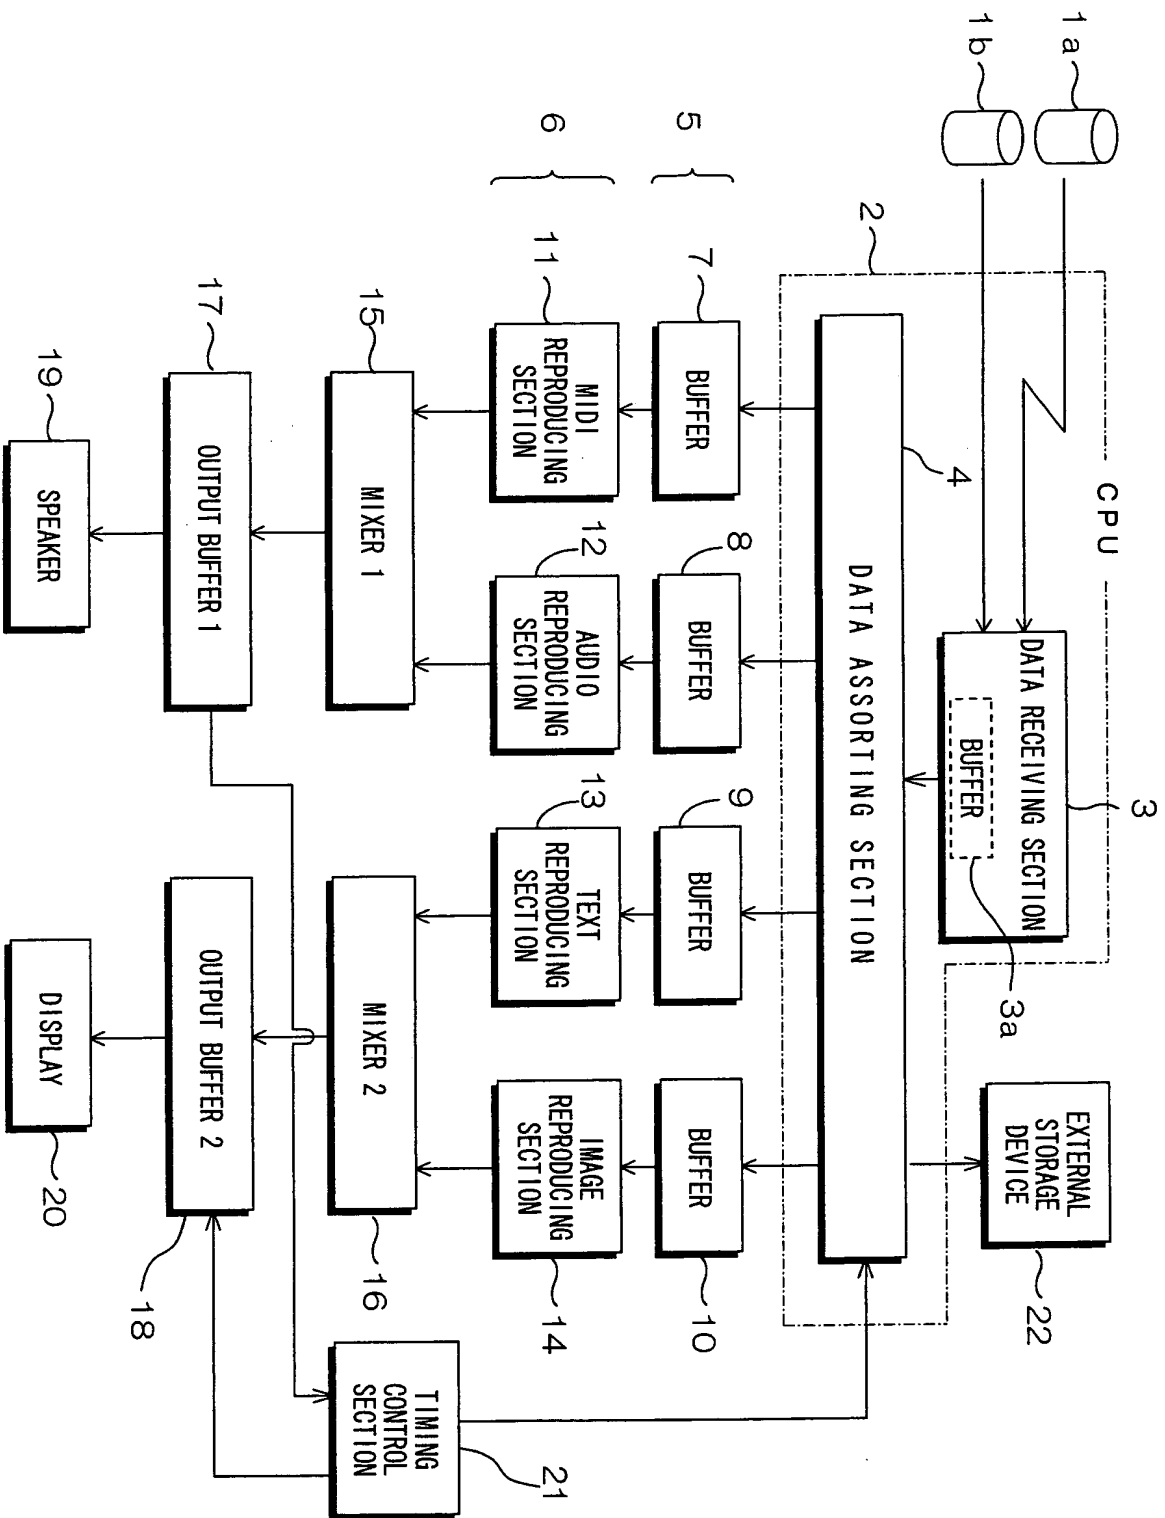 1a
1b
CPU
2
3
DATA RECEIVING SECTION
BUFFER
3a
EXTERNAL
STORAGE
DEVICE
22
4
DATA ASSORTING SECTION
5
7
BUFFER
8
BUFFER
9
BUFFER
BUFFER
10
6
11
MIDI
REPRODUCING
SECTION
12
AUDIO
REPRODUCING
SECTION
13
TEXT
REPRODUCING
SECTION
IMAGE
REPRODUCING
SECTION
14
15
MIXER 1
MIXER 2
16
TIMING
CONTROL
SECTION
21
17
OUTPUT BUFFER 1
OUTPUT BUFFER 2
18
19
SPEAKER
DISPLAY
20